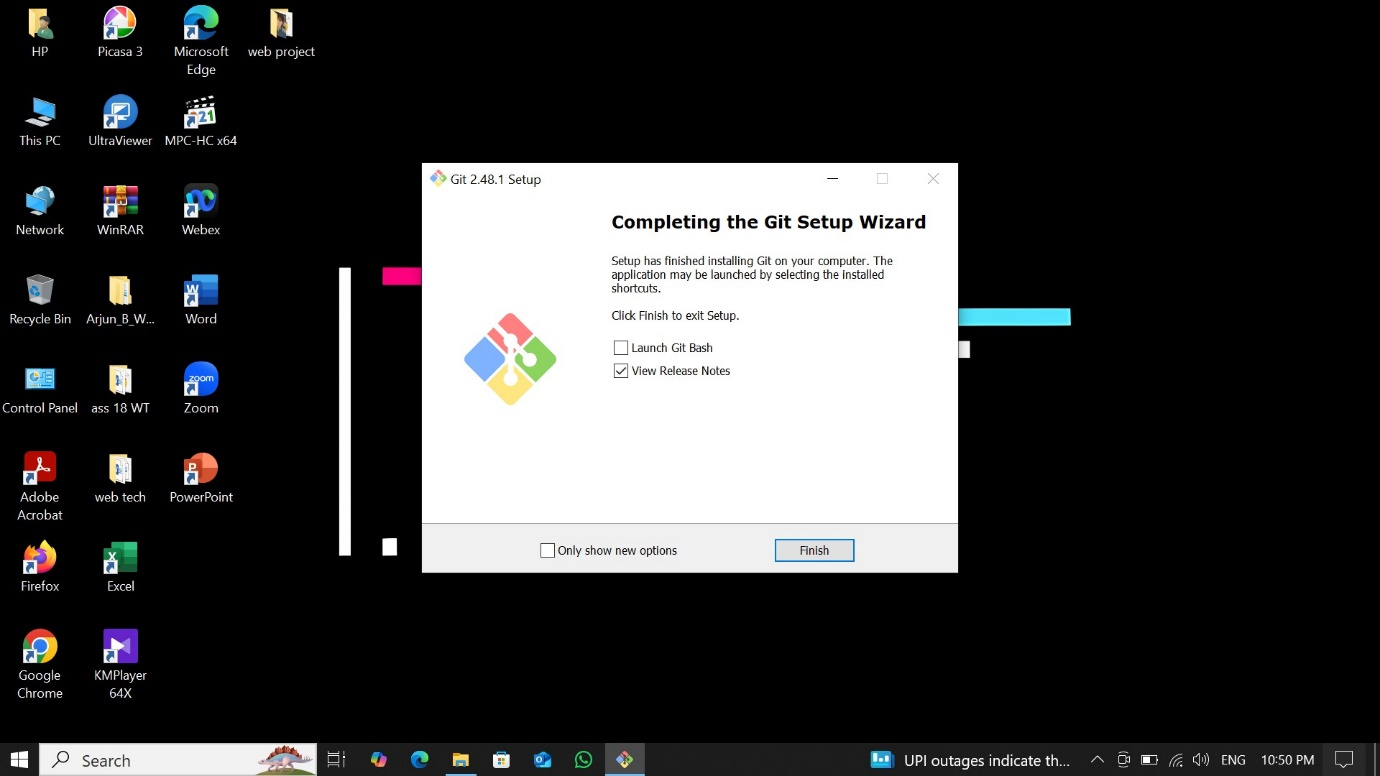 HP
Picasa 3
Microsoft
Edge
web project
This PC
UltraViewer
MPC-HC x64
321
Network
WinRAR
Webex
Recycle Bin
Arjun_B_W...
Word
W
Control Panel
ass 18 WT
Zoom
zoom
Adobe
Acrobat
web tech
PowerPoint
P
Firefox
Excel
X
Google
Chrome
KMPlayer
64X
Git 2.48.1 Setup
Completing the Git Setup Wizard
Setup has finished installing Git on your computer. The
application may be launched by selecting the installed
shortcuts.
Click Finish to exit Setup.
Launch Git Bash
View Release Notes
Only show new options
Finish
Search
UPI outages indicate th...
ENG
10:50 PM